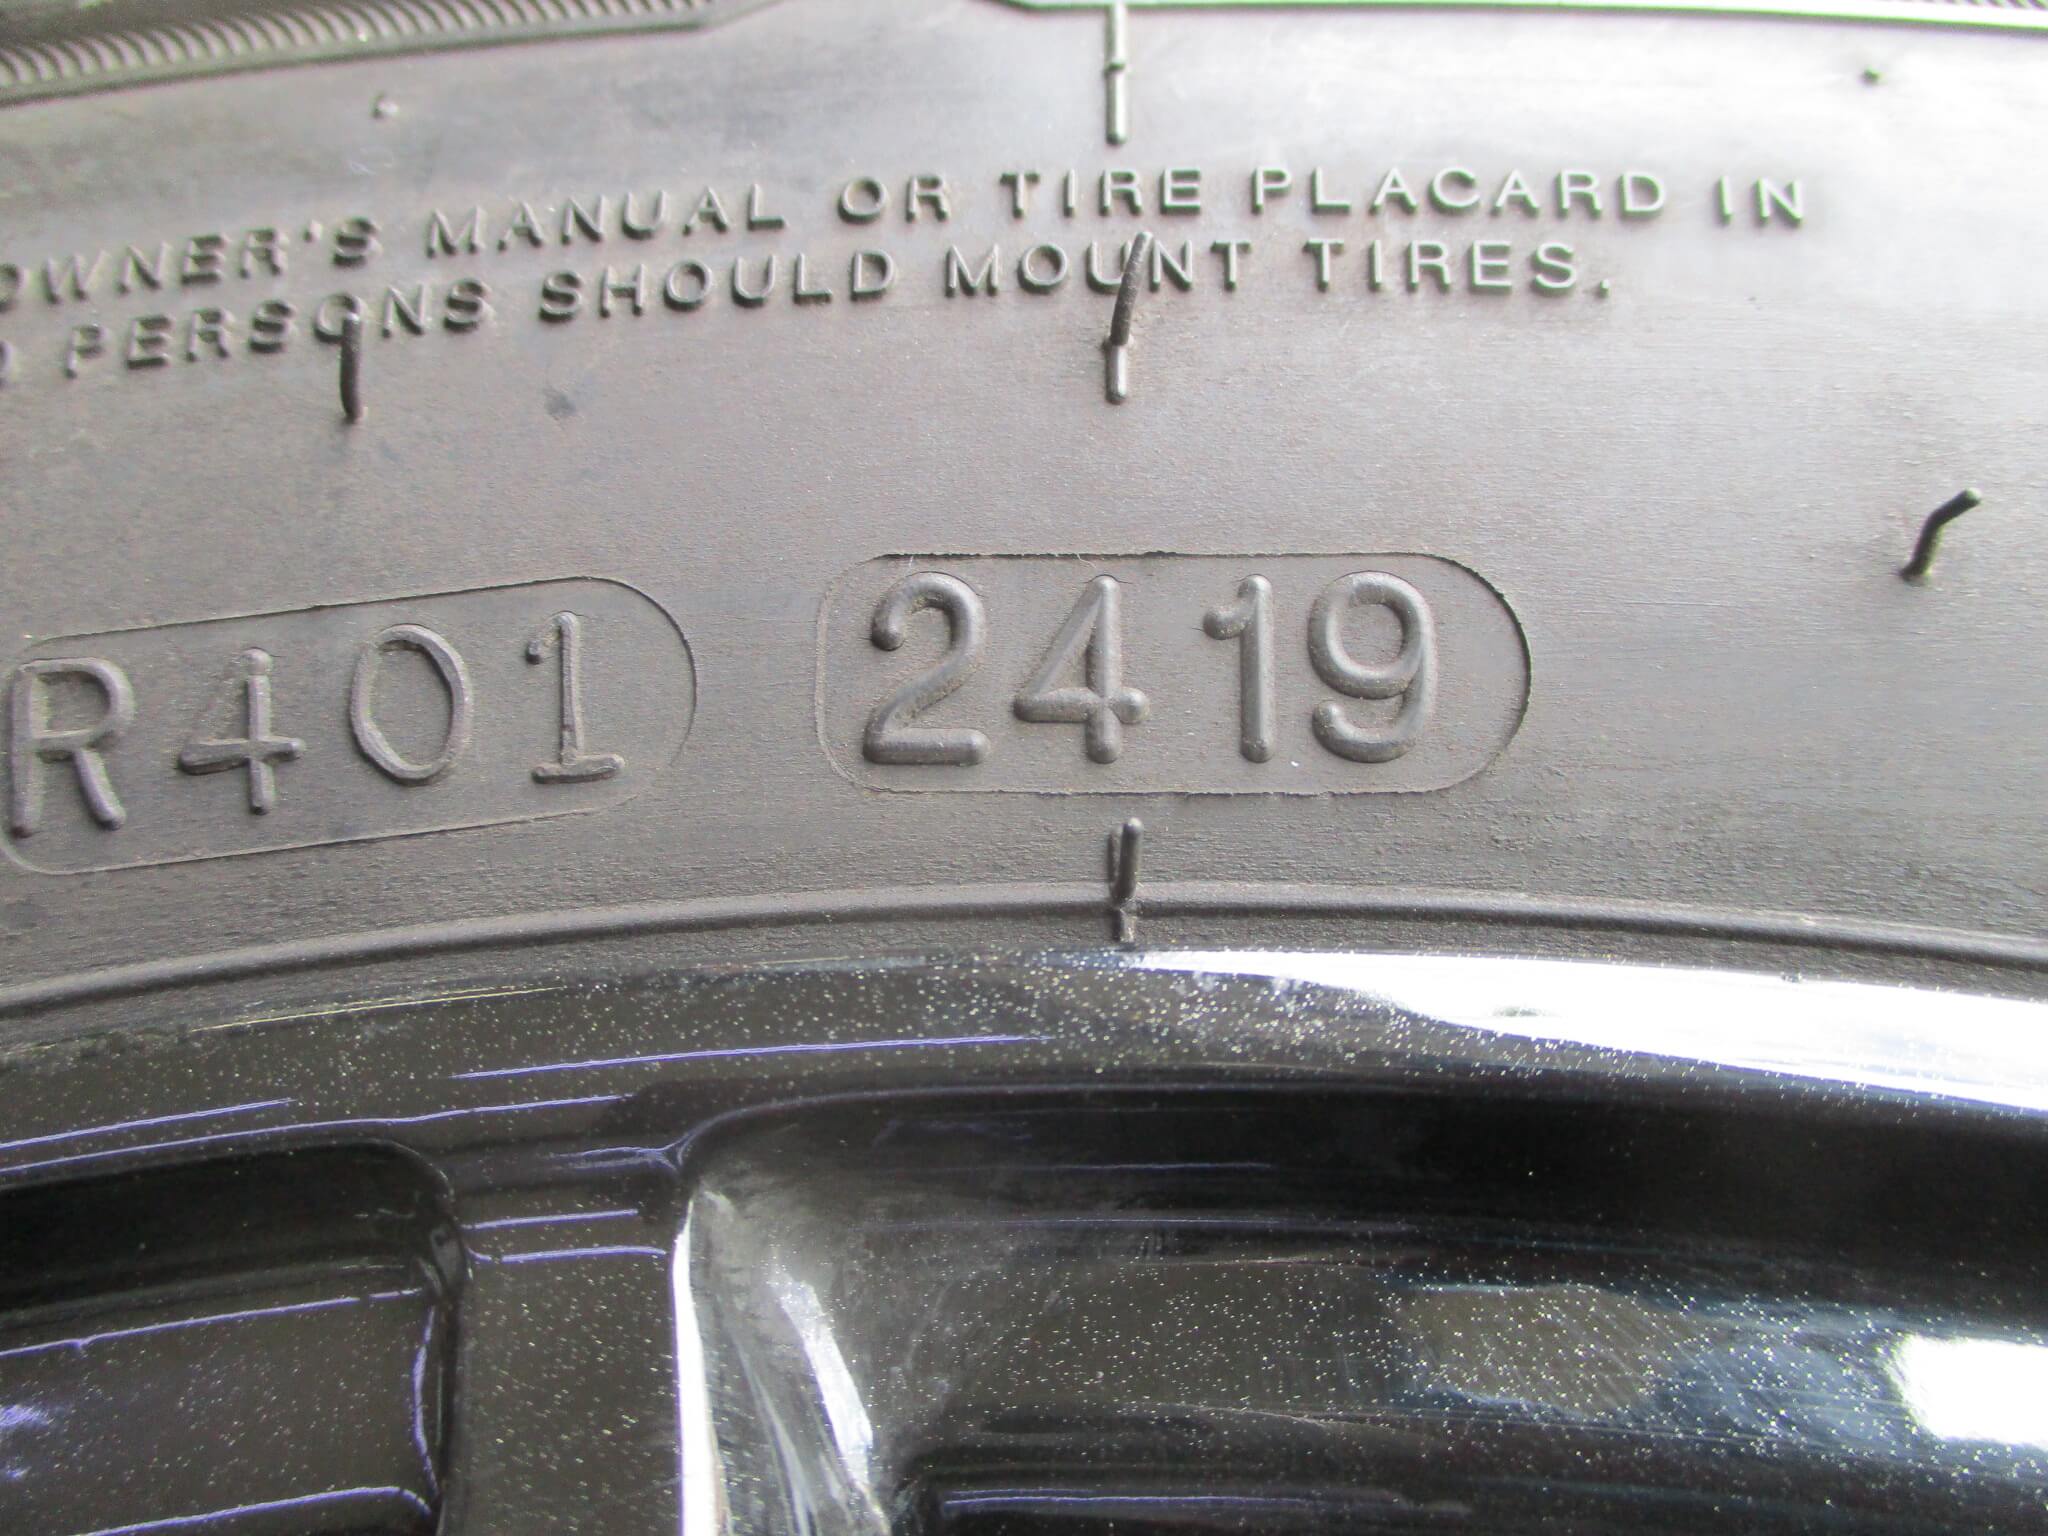 OWNER'S MANUAL OR TIRE PLACARD IN
PERSONS SHOULD MOUNT TIRES.
R401 2419